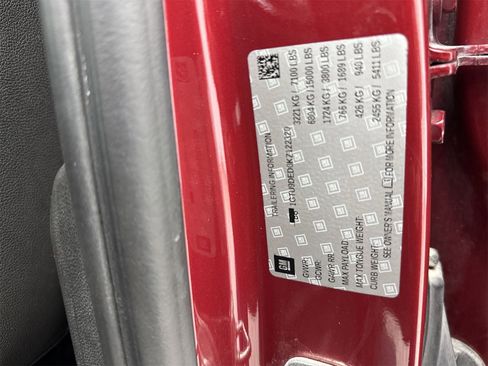 TRAILERING INFORMATION
1GTU9DED0KZ122320
GM
GVWR: 3221 KG / 7100 LBS
GCWR: 6804 KG / 15000 LBS
GAWR RR: 1724 KG / 3800 LBS
MAX PAYLOAD: 766 KG / 1689 LBS
MAX TONGUE WEIGHT: 426 KG / 940 LBS
CURB WEIGHT: 2455 KG / 5411 LBS
SEE OWNER'S MANUAL FOR MORE INFORMATION